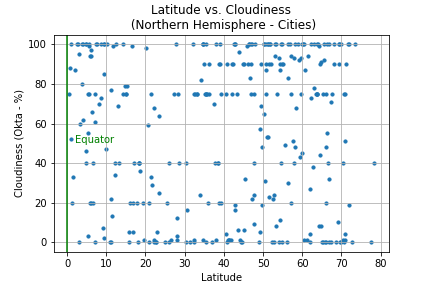 Latitude vs. Cloudiness
(Northern Hemisphere - Cities)
Cloudiness (Okta - %)
100
80
60
40
20
0
Equator
0 10 20 30 40 50 60 70 80
Latitude